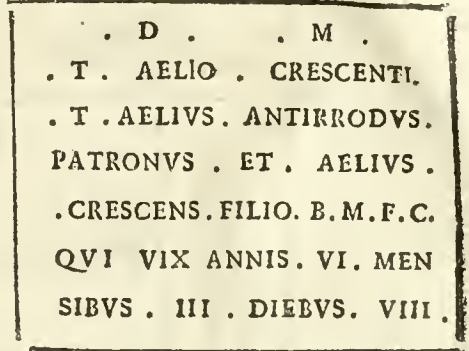 . D . . M .
. T . AELIO . CRESCENTI.
. T . AELIVS . ANTIRRODVS.
PATRONVS . ET . AELIVS .
. CRESCENS. FILIO. B. M. F. C.
QVI VIX ANNIS. VI. MEN
SIBVS . III . DIEBVS. VIII.